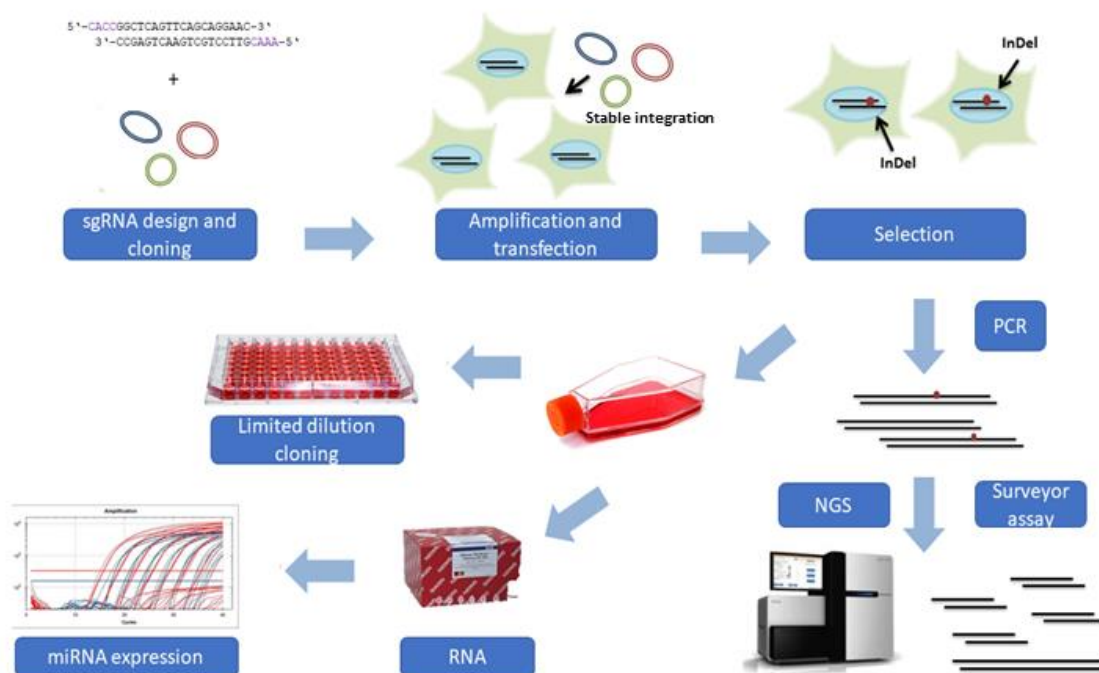 5'-CACCGGCTCAGTTCAGCAGGAAC-3'
3'-CCGAGTCAAGTCGTCCTTGCAAA-5'
+
Stable integration
InDel
InDel
sgRNA design and
cloning
Amplification and
transfection
Selection
PCR
Limited dilution
cloning
NGS
Surveyor
assay
Amplification
Cycles
miRNA expression
RNA